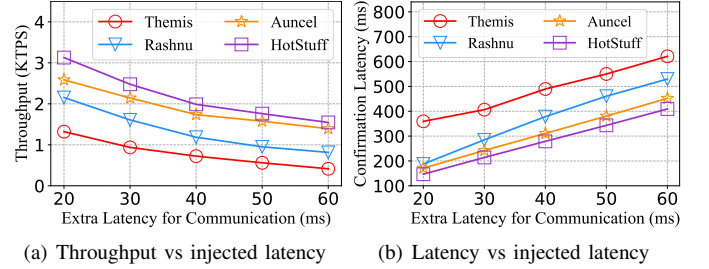 Throughput (KTPS)
4
3
2
1
0
Themis
Auncel
Rashnu
HotStuff
20 30 40 50 60
Extra Latency for Communication (ms)
(a) Throughput vs injected latency
Confirmation Latency (ms)
800
700
600
500
400
300
200
100
Themis
Auncel
Rashnu
HotStuff
20 30 40 50 60
Extra Latency for Communication (ms)
(b) Latency vs injected latency